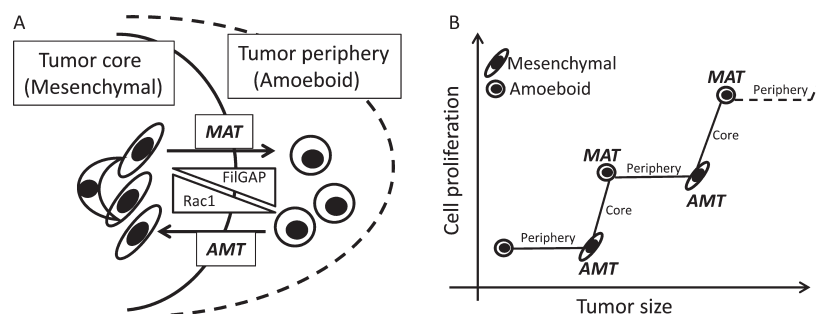 A
Tumor core
(Mesenchymal)
Tumor periphery
(Amoeboid)
MAT
FilGAP
Rac1
AMT
B
Mesenchymal
Amoeboid
Cell proliferation
MAT
Periphery
Core
MAT
Periphery
AMT
Core
Periphery
AMT
Tumor size